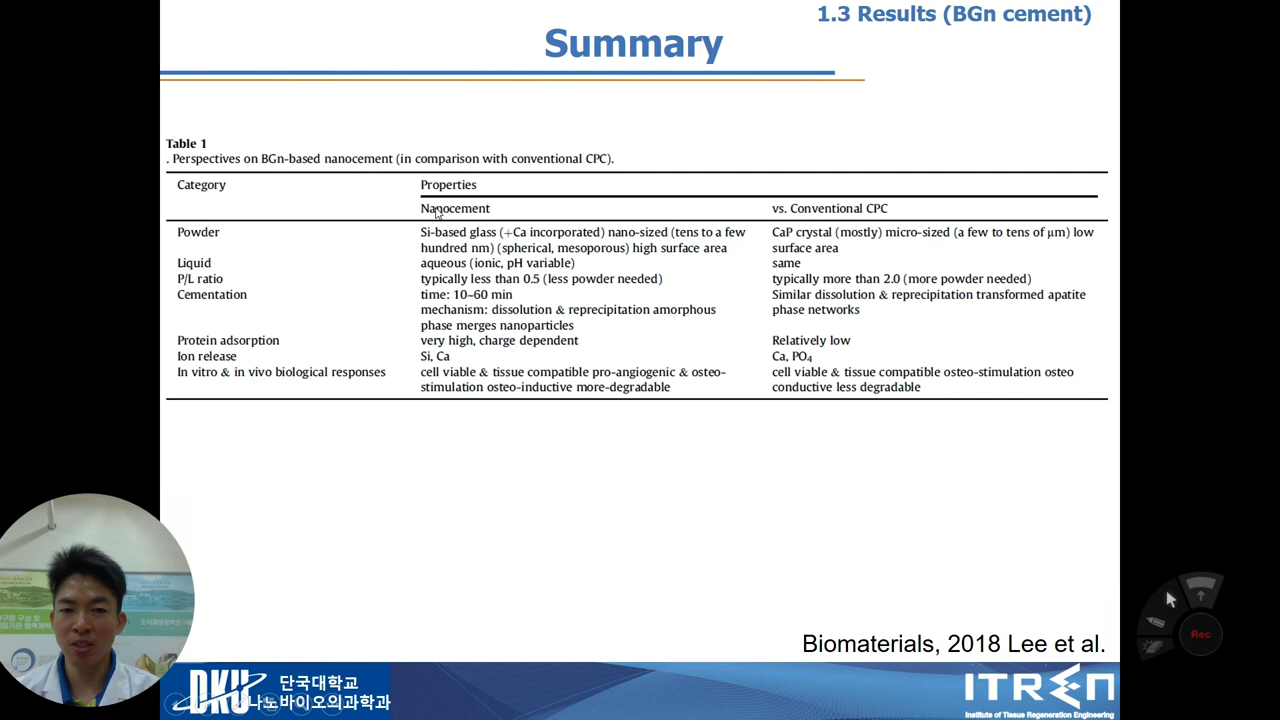 1.3 Results (BGn cement)
Summary
Table 1
. Perspectives on BGn-based nanocement (in comparison with conventional CPC).
Category Properties
Nanocement vs. Conventional CPC
Powder Si-based glass (+Ca incorporated) nano-sized (tens to a few CaP crystal (mostly) micro-sized (a few to tens of μm) low
hundred nm) (spherical, mesoporous) high surface area surface area
Liquid aqueous (ionic, pH variable) same
P/L ratio typically less than 0.5 (less powder needed) typically more than 2.0 (more powder needed)
Cementation time: 10~60 min Similar dissolution & reprecipitation transformed apatite
mechanism: dissolution & reprecipitation amorphous phase networks
phase merges nanoparticles
Protein adsorption very high, charge dependent Relatively low
Ion release Si, Ca Ca, PO₄
In vitro & in vivo biological responses cell viable & tissue compatible pro-angiogenic & osteo- cell viable & tissue compatible osteo-stimulation osteo
stimulation osteo-inductive more-degradable conductive less degradable
Rec
Biomaterials, 2018 Lee et al.
DKU 단국대학교
나노바이오의과학과
ITREN
Institute of Tissue Regeneration Engineering